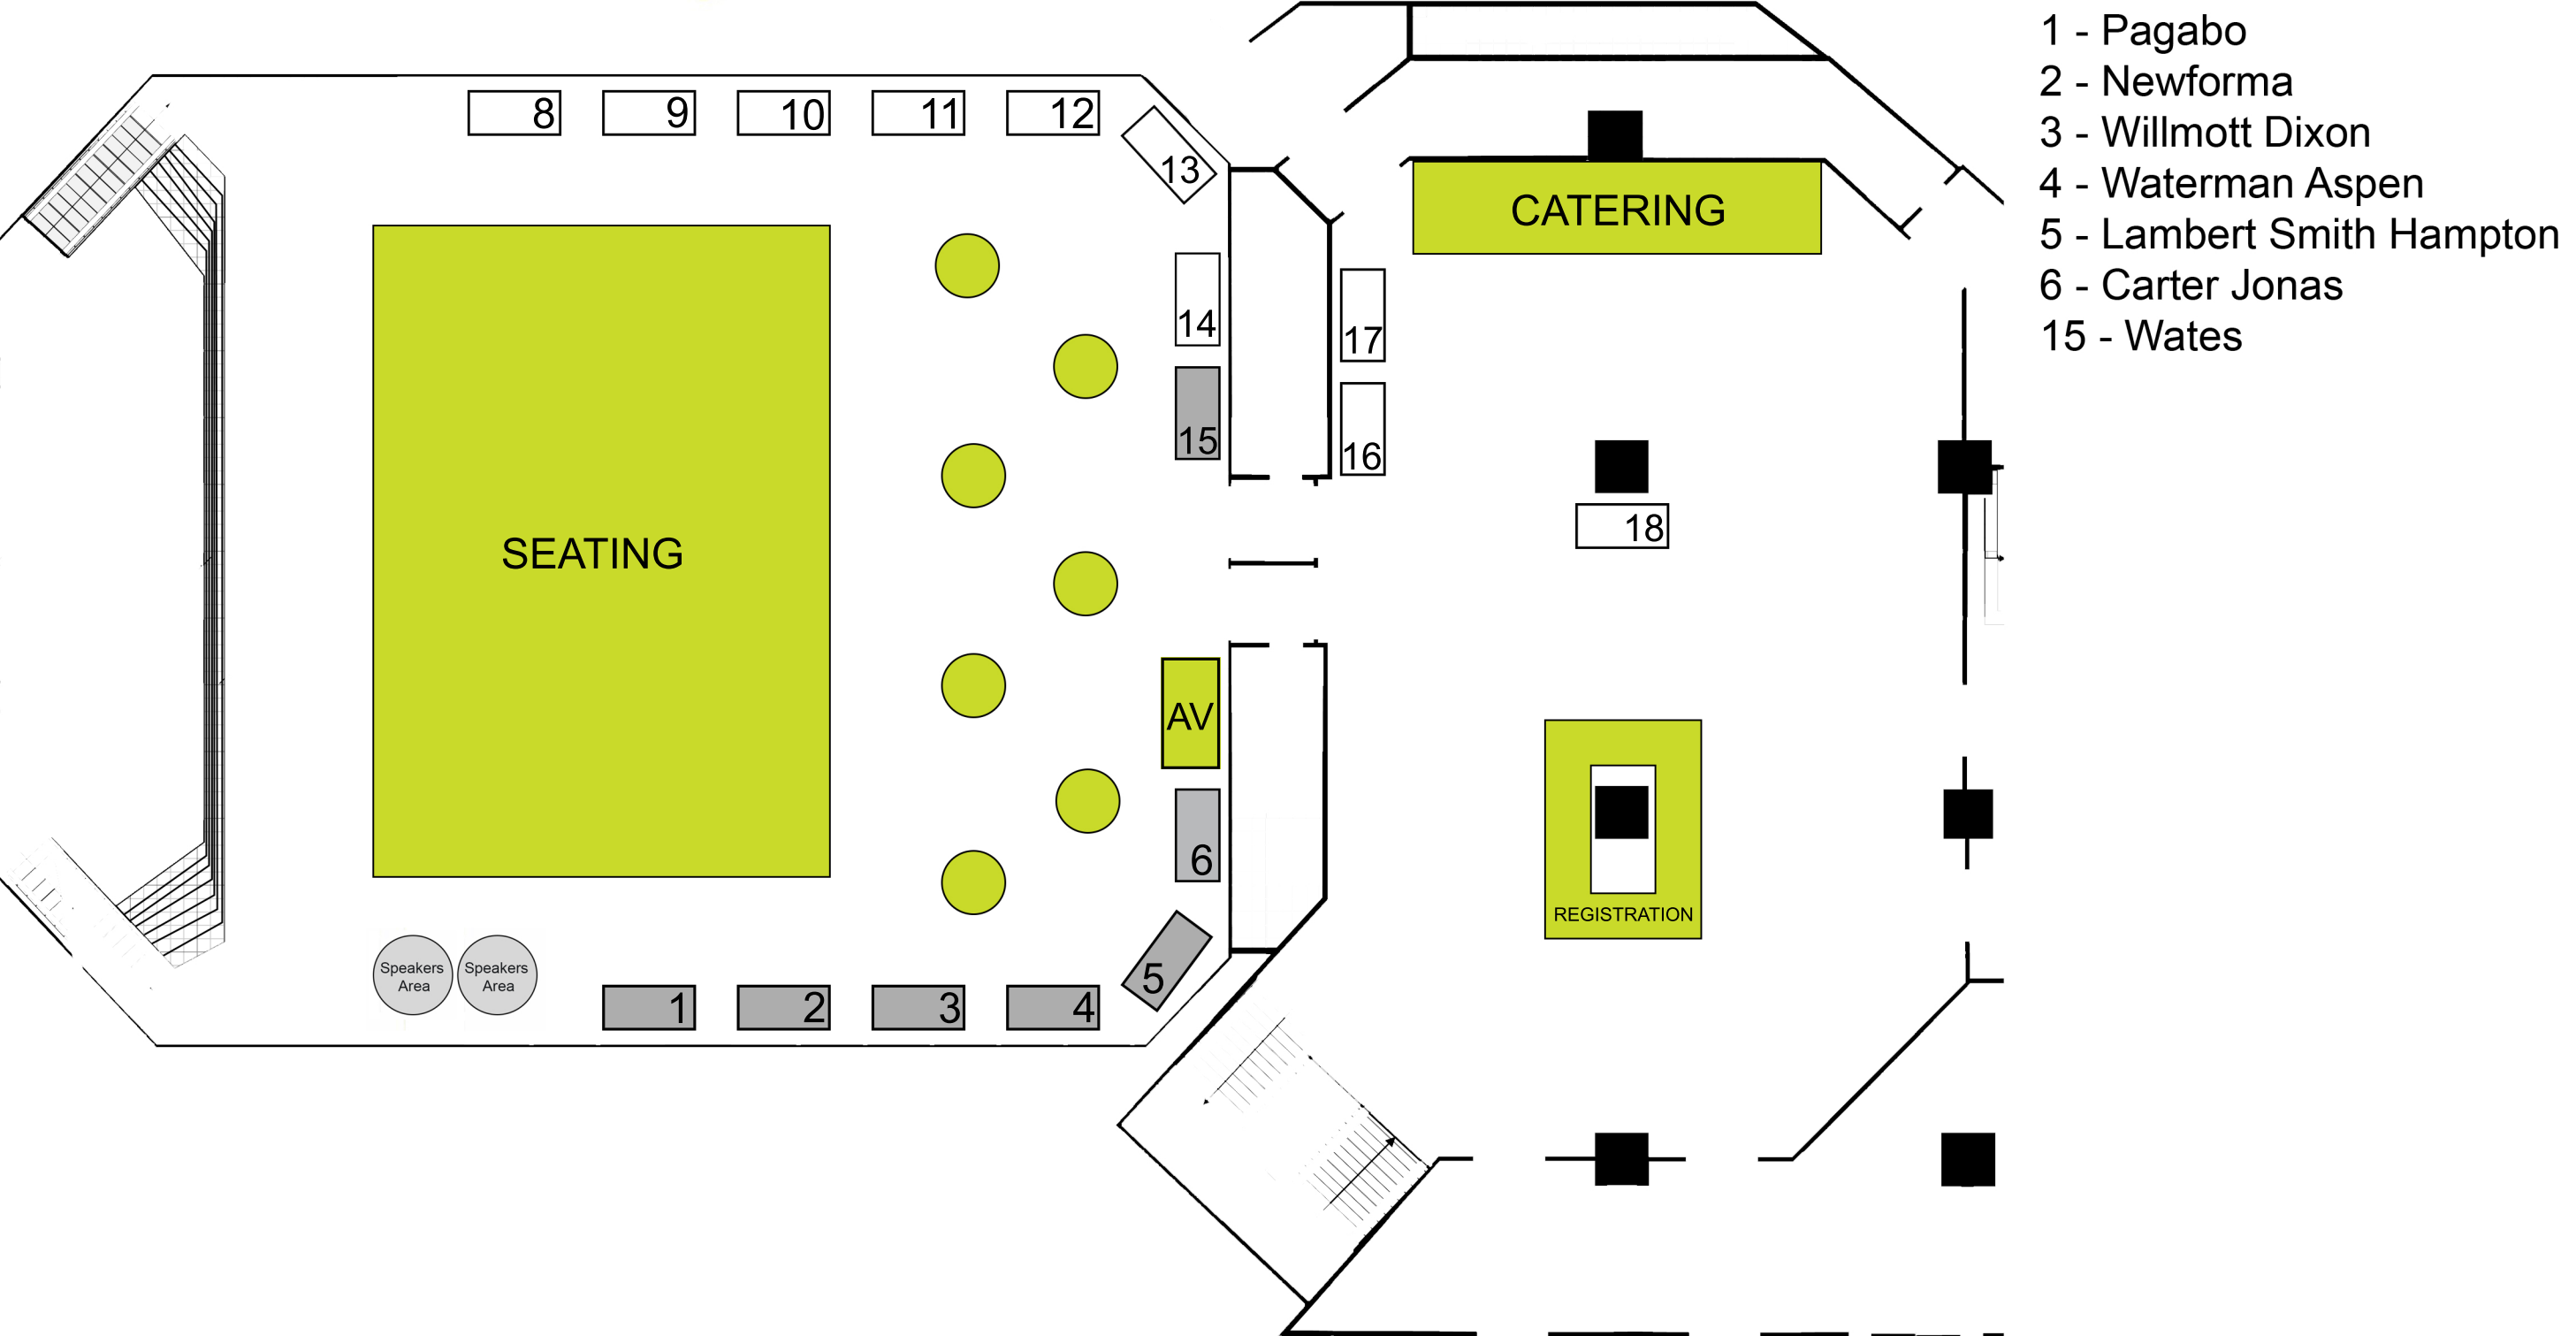 8
9
10
11
12
13
CATERING
14
17
15
16
18
SEATING
AV
6
REGISTRATION
5
Speakers
Area
Speakers
Area
1
2
3
4
1 - Pagabo
2 - Newforma
3 - Willmott Dixon
4 - Waterman Aspen
5 - Lambert Smith Hampton
6 - Carter Jonas
15 - Wates